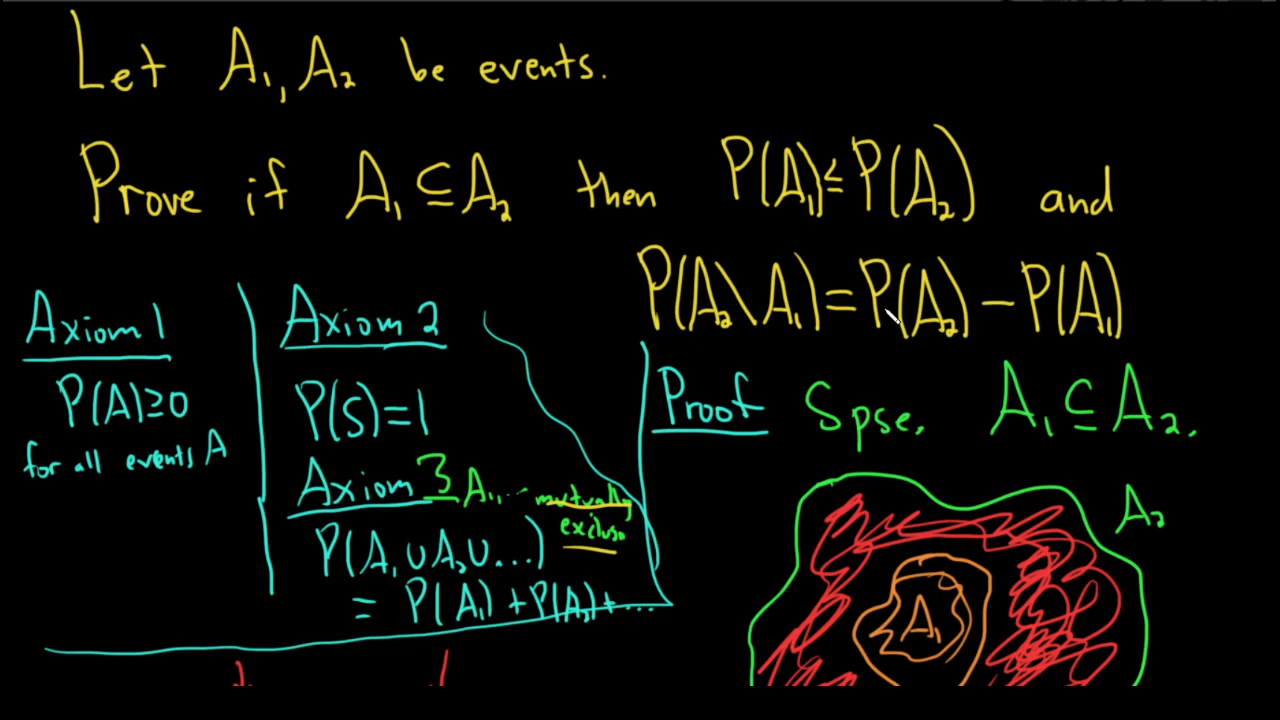 Let A₁, A₂ be events.
Prove if A₁ ⊆ A₂ then P(A₁) ≤ P(A₂) and
P(A₂ \ A₁) = P(A₂) − P(A₁)
Axiom 1
P(A) ≥ 0
for all events A
Axiom 2
P(S) = 1
Axiom 3 A₁, ... mutually
exclus
P(A₁ ∪ A₂ ∪ ...)
= P(A₁) + P(A₂) + ...
Proof Spse. A₁ ⊆ A₂.
A₂
A₁